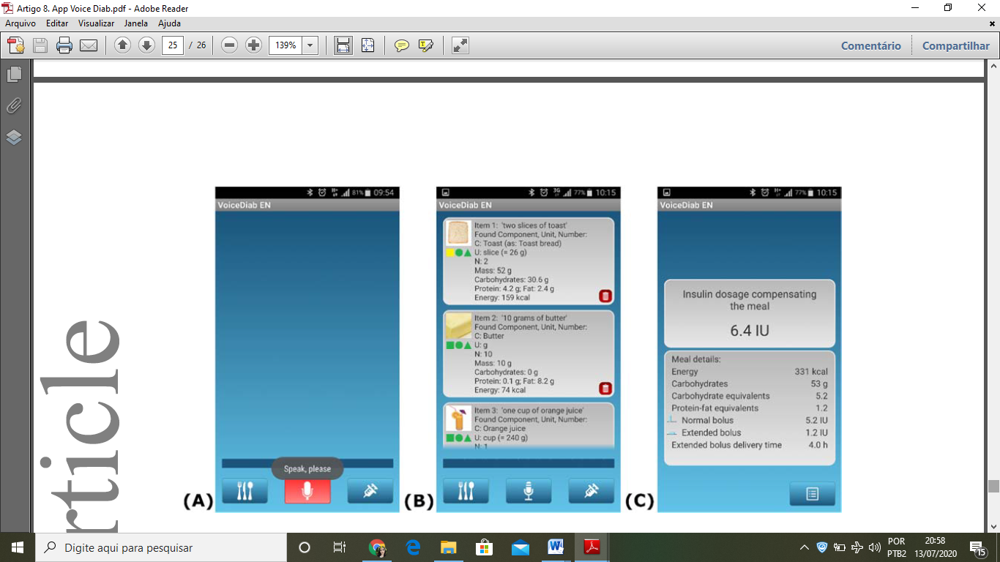 Artigo 8. App Voice Diab.pdf - Adobe Reader
Arquivo Editar Visualizar Janela Ajuda
25 / 26 139% Comentário Compartilhar
rticle
(A)
81% 09:54
VoiceDiab EN
Speak, please
(B)
3G 77% 10:15
VoiceDiab EN
Item 1: 'two slices of toast'
Found Component, Unit, Number:
C: Toast (as: Toast bread)
U: slice (= 26 g)
N: 2
Mass: 52 g
Carbohydrates: 30.6 g
Protein: 4.2 g; Fat: 2.4 g
Energy: 159 kcal
Item 2: '10 grams of butter'
Found Component, Unit, Number:
C: Butter
U: g
N: 10
Mass: 10 g
Carbohydrates: 0 g
Protein: 0.1 g; Fat: 8.2 g
Energy: 74 kcal
Item 3: 'one cup of orange juice'
Found Component, Unit, Number:
C: Orange juice
U: cup (= 240 g)
N: 1
(C)
H+ 77% 10:15
VoiceDiab EN
Insulin dosage compensating
the meal
6.4 IU
Meal details:
Energy 331 kcal
Carbohydrates 53 g
Carbohydrate equivalents 5.2
Protein-fat equivalents 1.2
Normal bolus 5.2 IU
Extended bolus 1.2 IU
Extended bolus delivery time 4.0 h
Digite aqui para pesquisar
POR
PTB2
20:58
13/07/2020
15